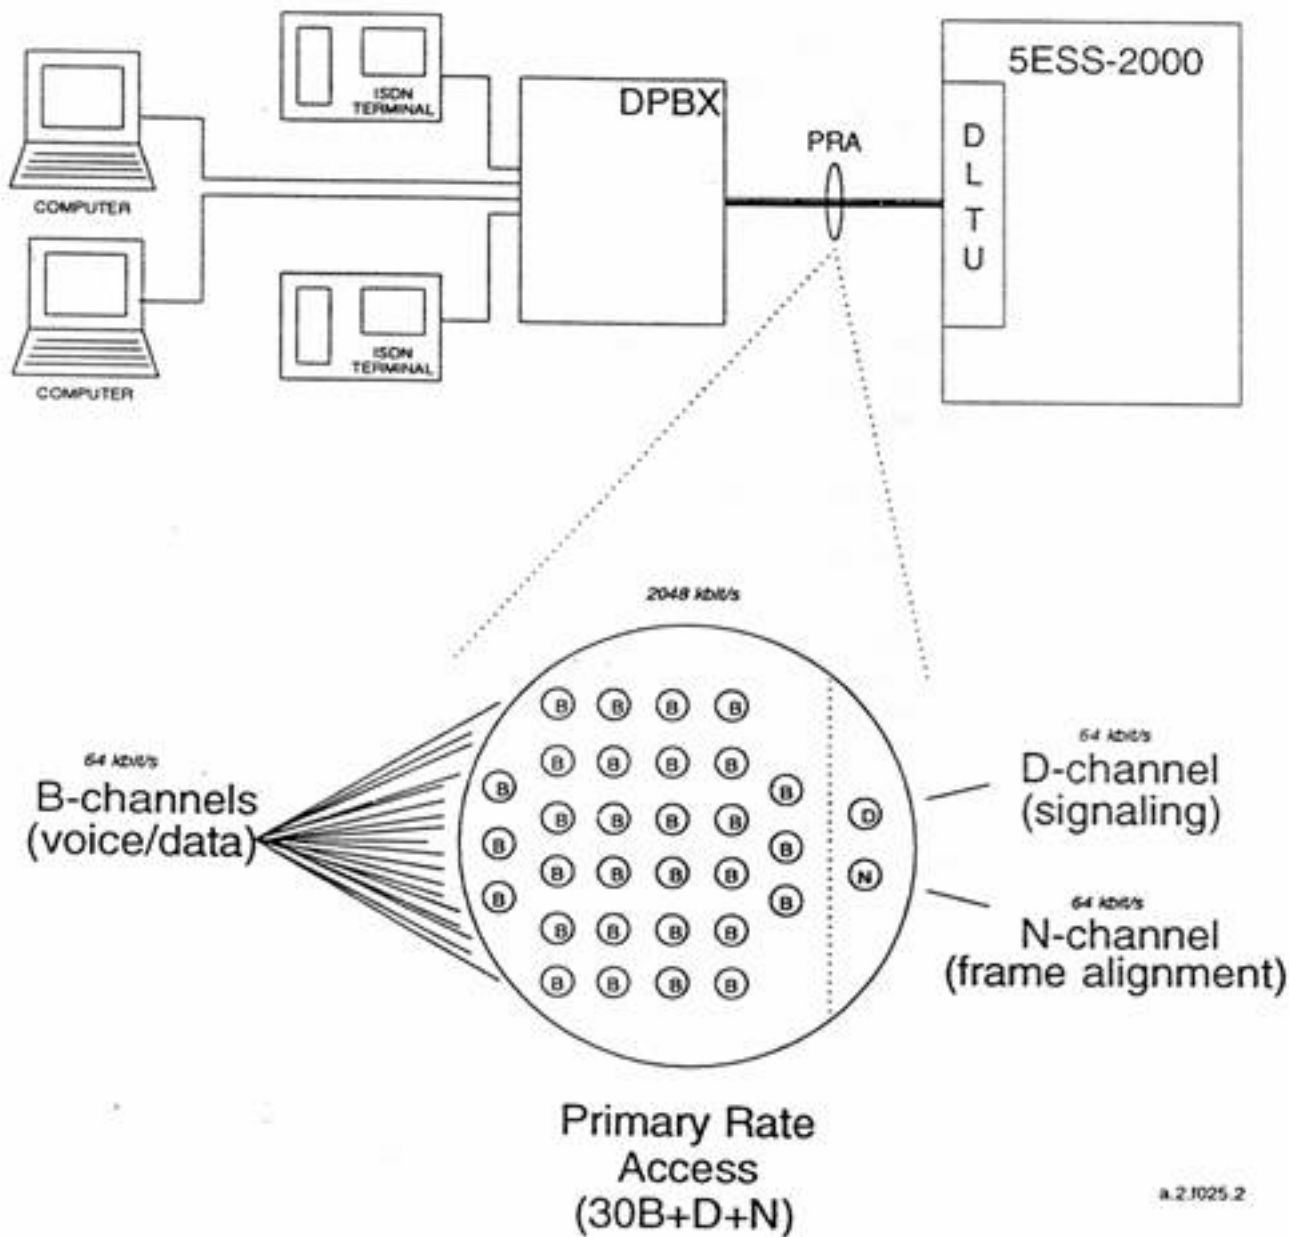 5ESS-2000
ISDN
TERMINAL
DPBX
D
L
T
U
PRA
COMPUTER
ISDN
TERMINAL
COMPUTER
2048 kbit/s
B B B B
B B B B
B B
B B B B
B B
B B B B
B B
B B B B
B B B B
D
N
64 kbit/s
B-channels
(voice/data)
64 kbit/s
D-channel
(signaling)
64 kbit/s
N-channel
(frame alignment)
Primary Rate
Access
(30B+D+N)
a.2.f025.2